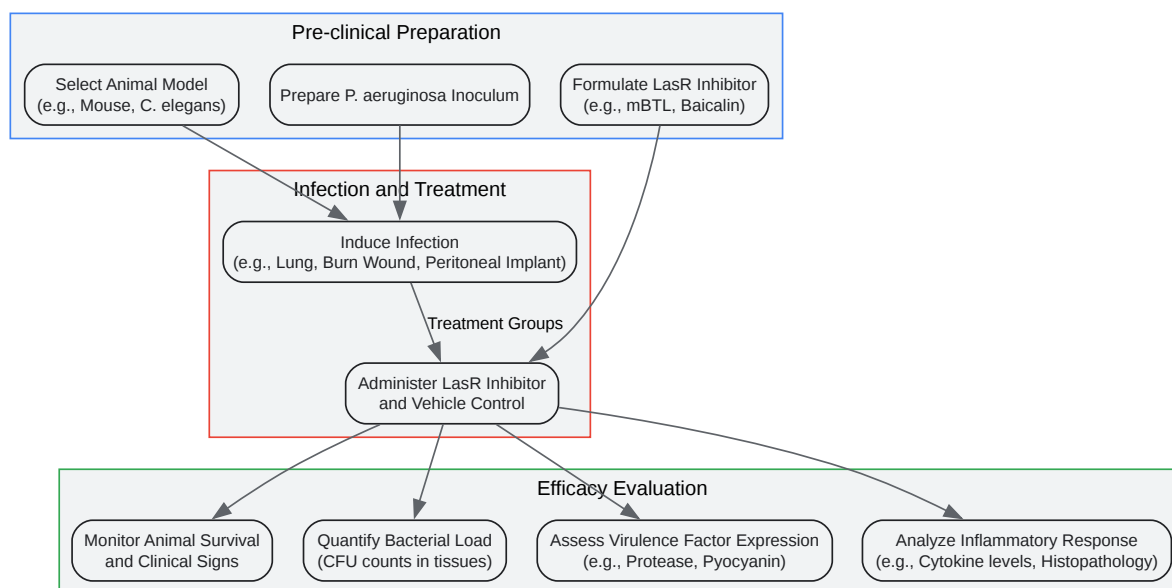 Pre-clinical Preparation
Select Animal Model
(e.g., Mouse, C. elegans)
Prepare P. aeruginosa Inoculum
Formulate LasR Inhibitor
(e.g., mBTL, Baicalin)
Infection and Treatment
Induce Infection
(e.g., Lung, Burn Wound, Peritoneal Implant)
Treatment Groups
Administer LasR Inhibitor
and Vehicle Control
Efficacy Evaluation
Monitor Animal Survival
and Clinical Signs
Quantify Bacterial Load
(CFU counts in tissues)
Assess Virulence Factor Expression
(e.g., Protease, Pyocyanin)
Analyze Inflammatory Response
(e.g., Cytokine levels, Histopathology)